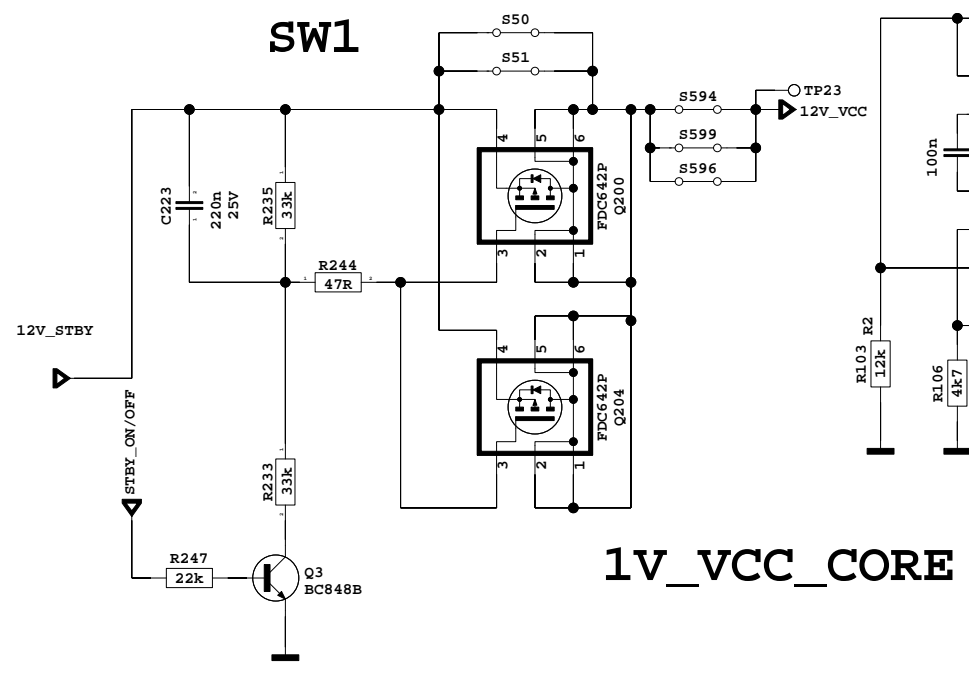 SW1
S50
S51
S594
TP23
12V_VCC
S599
S596
4
5
6
FDC642P
Q200
3
2
1
C223
220n
25V
R235
33k
R244
47R
12V_STBY
STBY_ON/OFF
4
5
6
FDC642P
Q204
3
2
1
R233
33k
R247
22k
Q3
BC848B
100n
R2
R103
12k
R106
4k7
1V_VCC_CORE